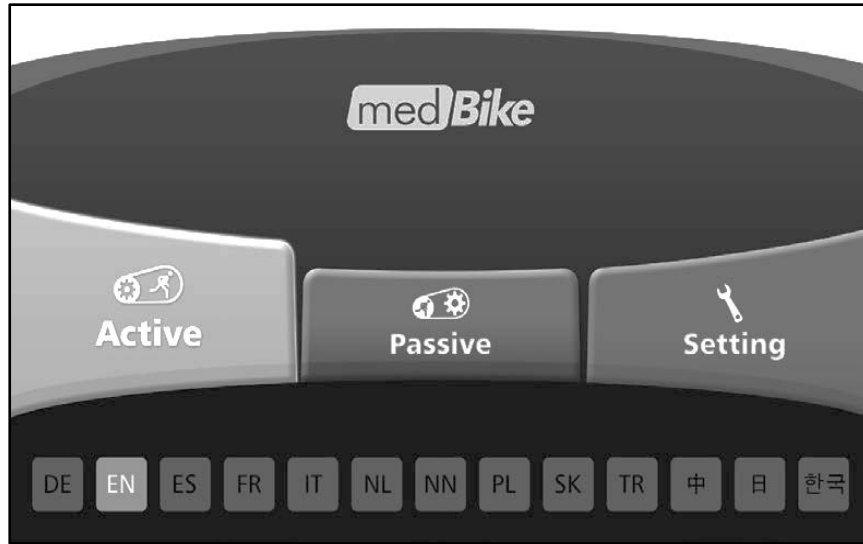 medBike
Active
Passive
Setting
DE EN ES FR IT NL NN PL SK TR 中 日 한국